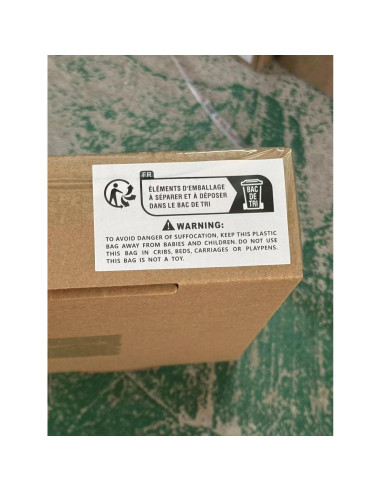 FR
ÉLÉMENTS D'EMBALLAGE
À SÉPARER ET À DÉPOSER
DANS LE BAC DE TRI
BAC
DE
TRI
WARNING:
TO AVOID DANGER OF SUFFOCATION, KEEP THIS PLASTIC
BAG AWAY FROM BABIES AND CHILDREN. DO NOT USE
THIS BAG IN CRIBS, BEDS, CARRIAGES OR PLAYPENS.
THIS BAG IS NOT A TOY.